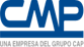 CMP
UNA EMPRESA DEL GRUPO CAP